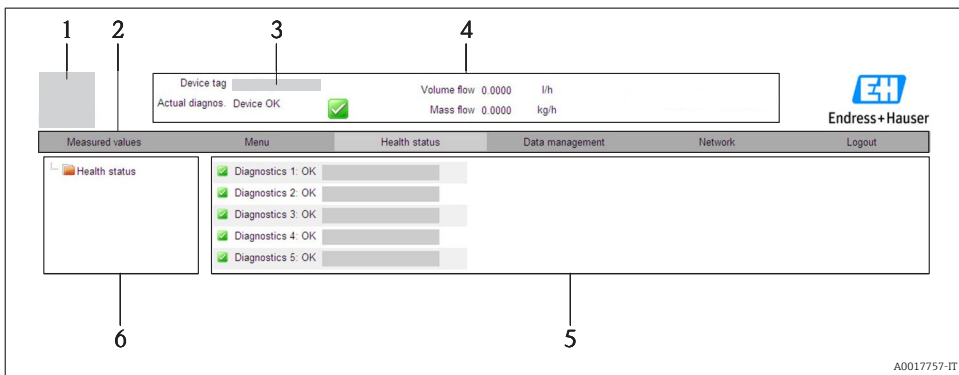 1 2 3 4
Device tag
Volume flow 0.0000 l/h
Actual diagnos. Device OK
Mass flow 0.0000 kg/h
EH
Endress+Hauser
Measured values Menu Health status Data management Network Logout
Health status
Diagnostics 1: OK
Diagnostics 2: OK
Diagnostics 3: OK
Diagnostics 4: OK
Diagnostics 5: OK
6 5
A0017757-IT